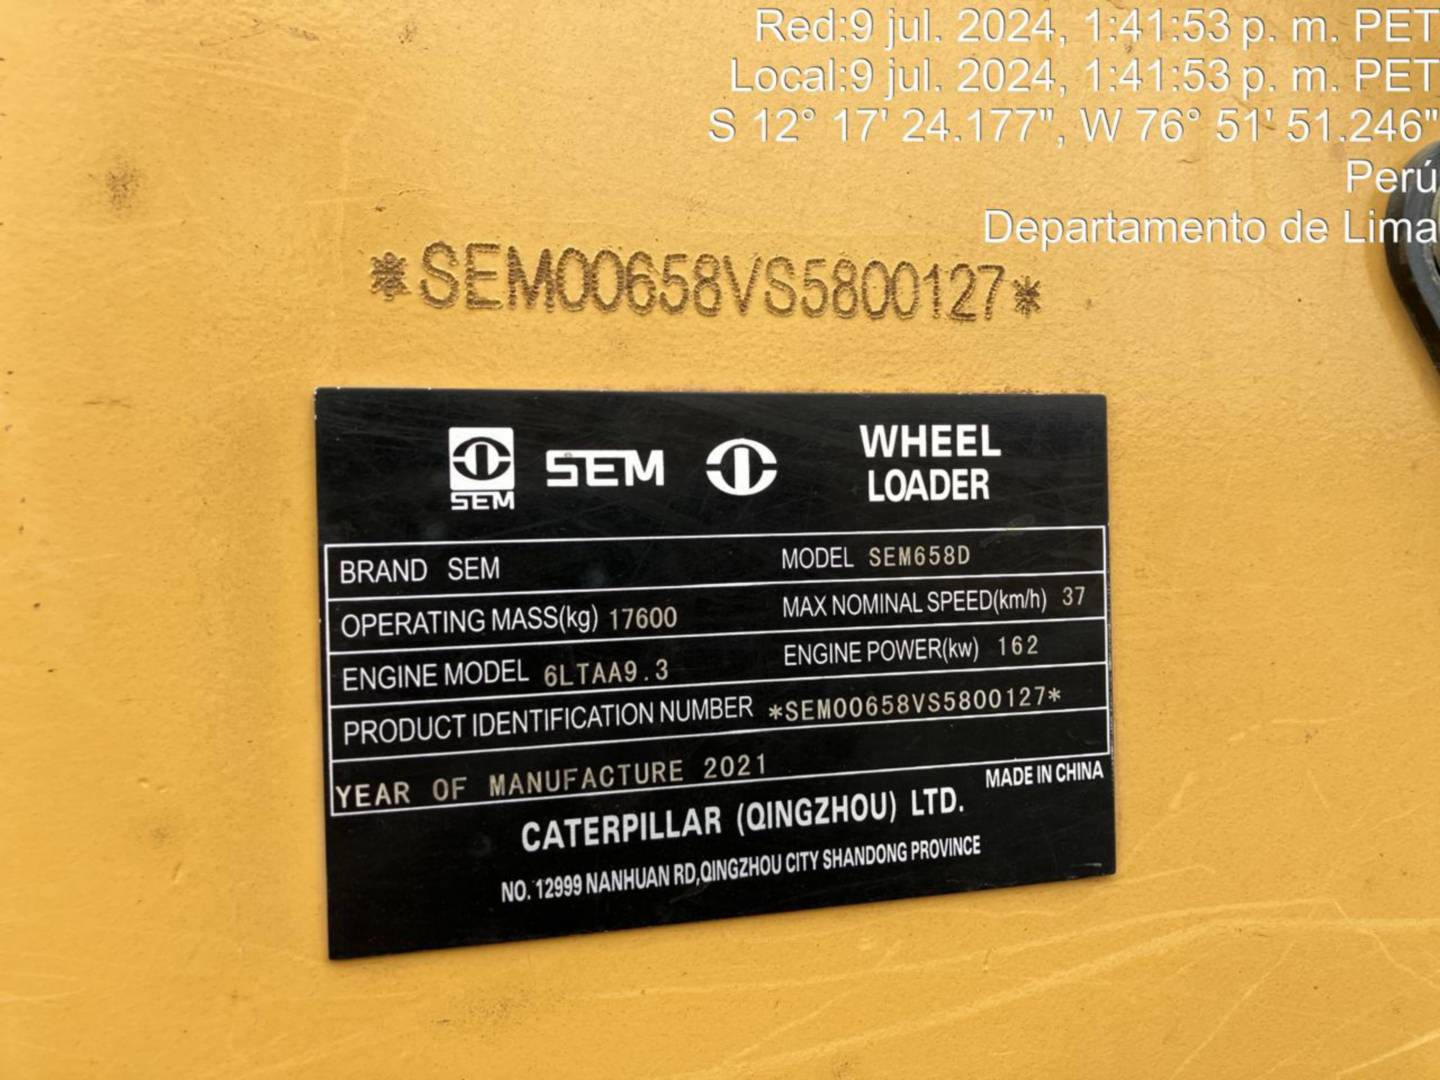 Red:9 jul. 2024, 1:41:53 p. m. PET
Local:9 jul. 2024, 1:41:53 p. m. PET
S 12° 17' 24.177", W 76° 51' 51.246"
Perú
Departamento de Lima
*SEM00658VS5800127*
SEM SEM WHEEL LOADER
BRAND SEM MODEL SEM658D
OPERATING MASS(kg) 17600 MAX NOMINAL SPEED(km/h) 37
ENGINE MODEL 6LTAA9.3 ENGINE POWER(kw) 162
PRODUCT IDENTIFICATION NUMBER *SEM00658VS5800127*
YEAR OF MANUFACTURE 2021
MADE IN CHINA
CATERPILLAR (QINGZHOU) LTD.
NO. 12999 NANHUAN RD,QINGZHOU CITY SHANDONG PROVINCE